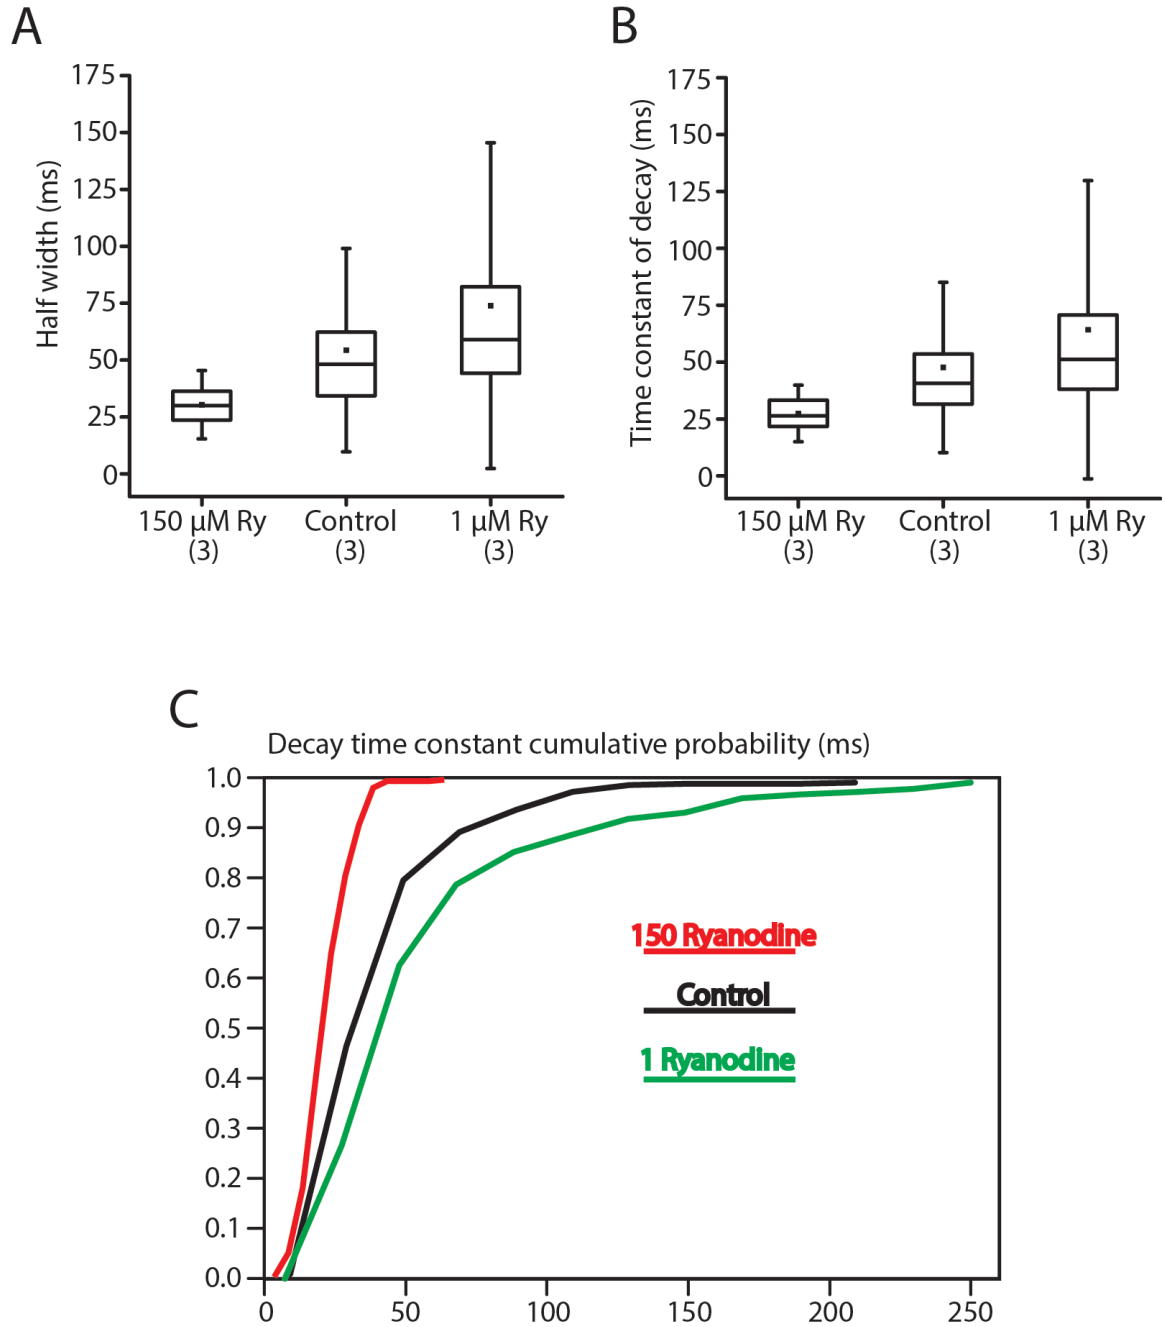 A
175
150
125
100
75
50
25
0
Half width (ms)
150 µM Ry
(3)
Control
(3)
1 µM Ry
(3)
B
175
150
125
100
75
50
25
0
Time constant of decay (ms)
150 µM Ry
(3)
Control
(3)
1 µM Ry
(3)
C
Decay time constant cumulative probability (ms)
1.0
0.9
0.8
0.7
0.6
0.5
0.4
0.3
0.2
0.1
0.0
150 Ryanodine
Control
1 Ryanodine
0 50 100 150 200 250